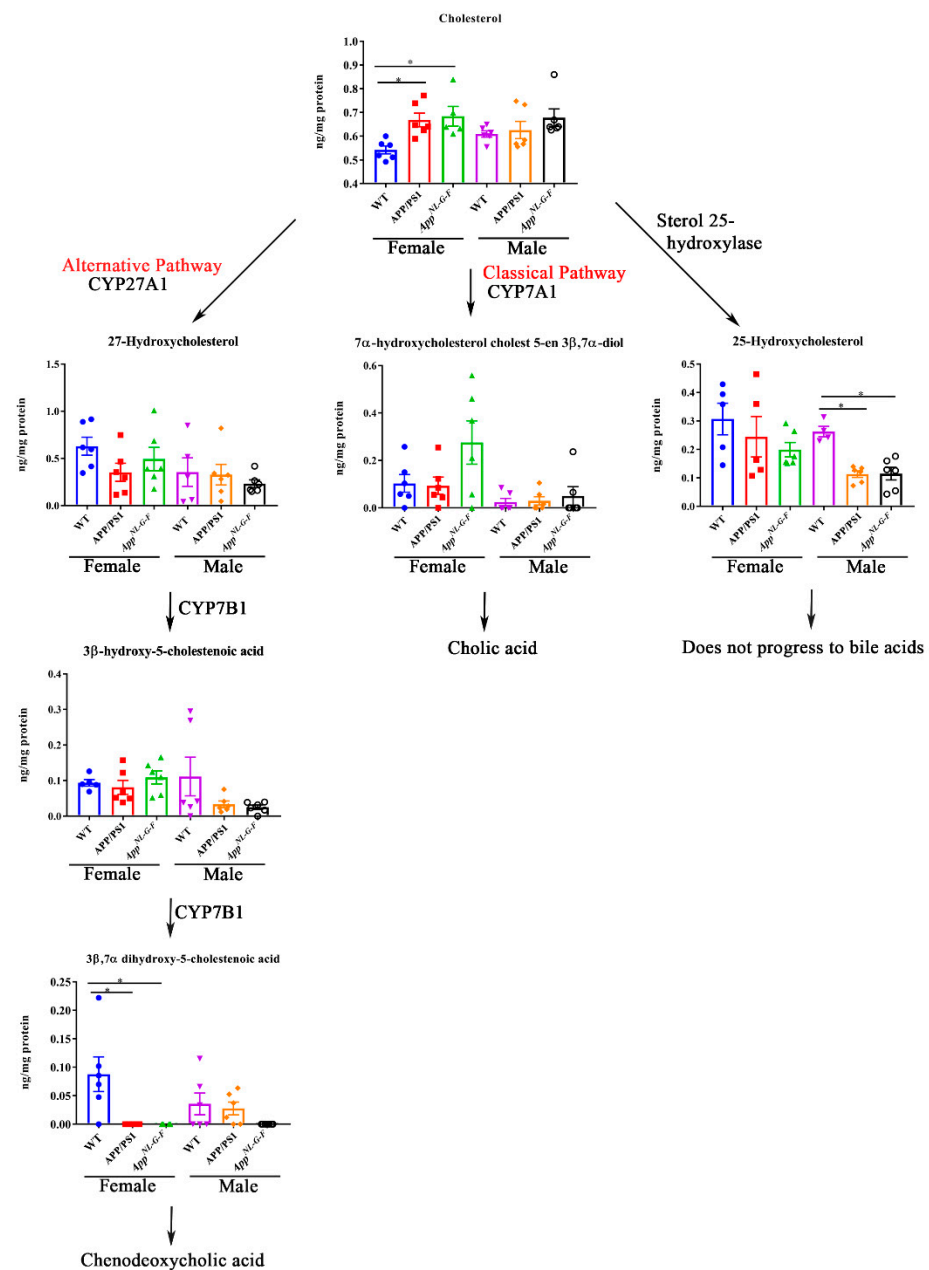 Cholesterol
ng/mg protein
1.0
0.9
0.8
0.7
0.6
0.5
0.4
*
*
WT
APP/PS1
App^NL-G-F
WT
APP/PS1
App^NL-G-F
Female
Male
Alternative Pathway
CYP27A1
Classical Pathway
CYP7A1
Sterol 25-
hydroxylase
27-Hydroxycholesterol
ng/mg protein
1.5
1.0
0.5
0.0
WT
APP/PS1
App^NL-G-F
WT
APP/PS1
App^NL-G-F
Female
Male
7α-hydroxycholesterol cholest 5-en 3β,7α-diol
ng/mg protein
0.6
0.4
0.2
0.0
WT
APP/PS1
App^NL-G-F
WT
APP/PS1
App^NL-G-F
Female
Male
25-Hydroxycholesterol
ng/mg protein
0.5
0.4
0.3
0.2
0.1
0.0
*
*
WT
APP/PS1
App^NL-G-F
WT
APP/PS1
App^NL-G-F
Female
Male
CYP7B1
Cholic acid
Does not progress to bile acids
3β-hydroxy-5-cholestenoic acid
ng/mg protein
0.4
0.3
0.2
0.1
0.0
WT
APP/PS1
App^NL-G-F
WT
APP/PS1
App^NL-G-F
Female
Male
CYP7B1
3β,7α dihydroxy-5-cholestenoic acid
ng/mg protein
0.25
0.20
0.15
0.10
0.05
0.00
*
*
WT
APP/PS1
App^NL-G-F
WT
APP/PS1
App^NL-G-F
Female
Male
Chenodeoxycholic acid